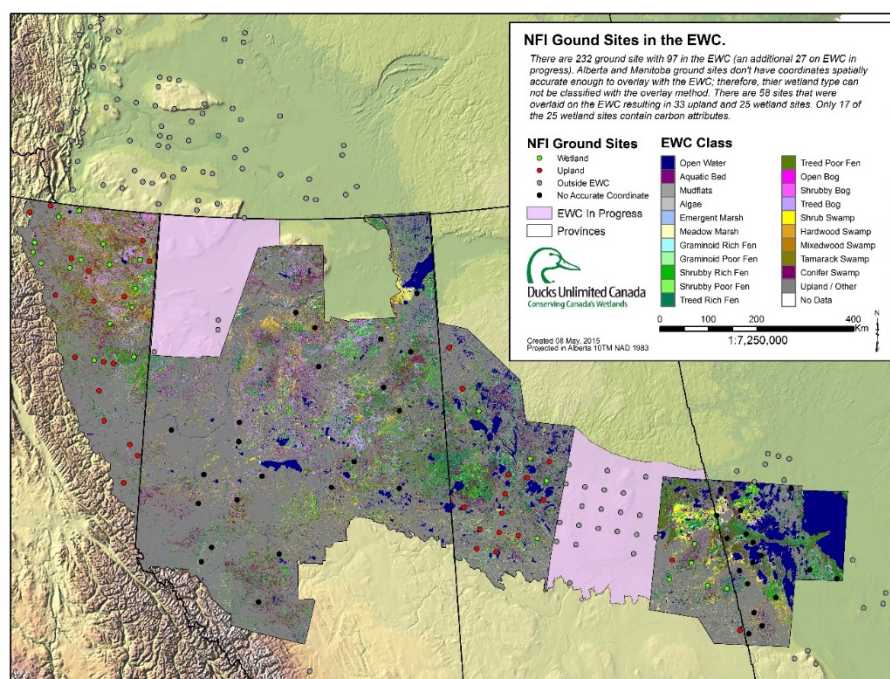 NFI Gound Sites in the EWC.
There are 232 ground site with 97 in the EWC (an additional 27 on EWC in
progress). Alberta and Manitoba ground sites don't have coordinates spatially
accurate enough to overlay with the EWC; therefore, thier wetland type can
not be classified with the overlay method. There are 58 sites that were
overlaid on the EWC resulting in 33 upland and 25 wetland sites. Only 17 of
the 25 wetland sites contain carbon attributes.
NFI Ground Sites
Wetland
Upland
Outside EWC
No Accurate Coordinate
EWC In Progress
Provinces
Ducks Unlimited Canada
Conserving Canada's Wetlands
Created 08 May, 2015
Projected in Alberta 10TM NAD 1983
EWC Class
Open Water
Aquatic Bed
Mudflats
Algae
Emergent Marsh
Meadow Marsh
Graminoid Rich Fen
Graminoid Poor Fen
Shrubby Rich Fen
Shrubby Poor Fen
Treed Rich Fen
Treed Poor Fen
Open Bog
Shrubby Bog
Treed Bog
Shrub Swamp
Hardwood Swamp
Mixedwood Swamp
Tamarack Swamp
Conifer Swamp
Upland / Other
No Data
0 100 200 400
Km
1:7,250,000
N